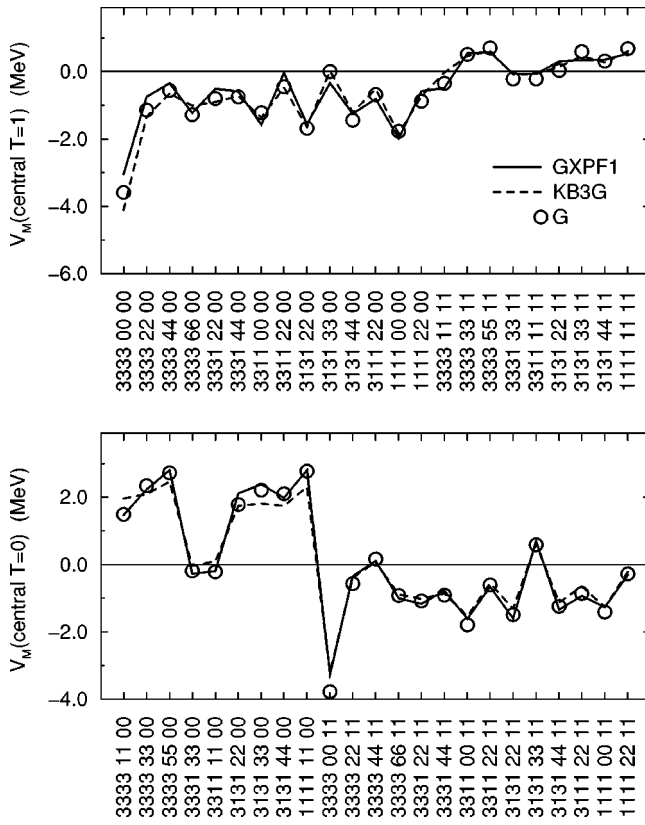 V_M(central T=1) (MeV)
0.0
−2.0
−4.0
−6.0
GXPF1
KB3G
G
3333 00 00
3333 22 00
3333 44 00
3333 66 00
3331 22 00
3331 44 00
3311 00 00
3311 22 00
3131 22 00
3131 33 00
3131 44 00
3111 22 00
1111 00 00
1111 22 00
3333 11 11
3333 33 11
3333 55 11
3331 33 11
3311 11 11
3131 22 11
3131 33 11
3131 44 11
1111 11 11
V_M(central T=0) (MeV)
2.0
0.0
−2.0
−4.0
3333 11 00
3333 33 00
3333 55 00
3331 33 00
3311 11 00
3131 22 00
3131 33 00
3131 44 00
1111 11 00
3333 00 11
3333 22 11
3333 44 11
3333 66 11
3331 22 11
3331 44 11
3311 00 11
3311 22 11
3131 22 11
3131 33 11
3131 44 11
3111 22 11
1111 00 11
1111 22 11